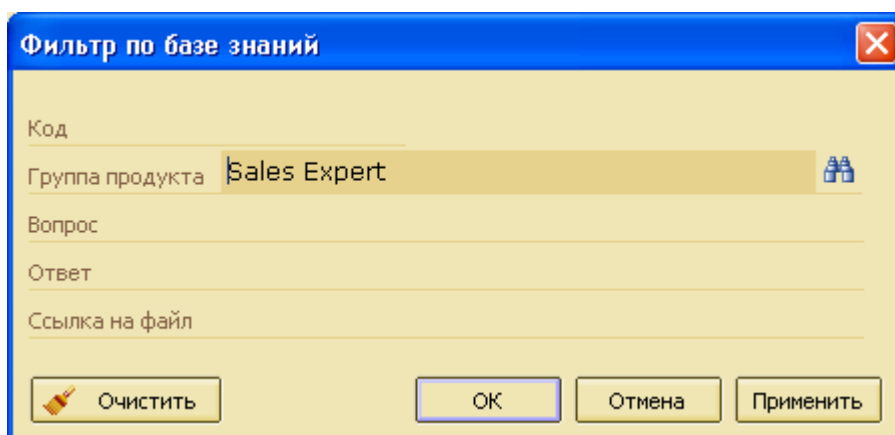 Фильтр по базе знаний
Код
Группа продукта Sales Expert
Вопрос
Ответ
Ссылка на файл
Очистить ОК Отмена Применить